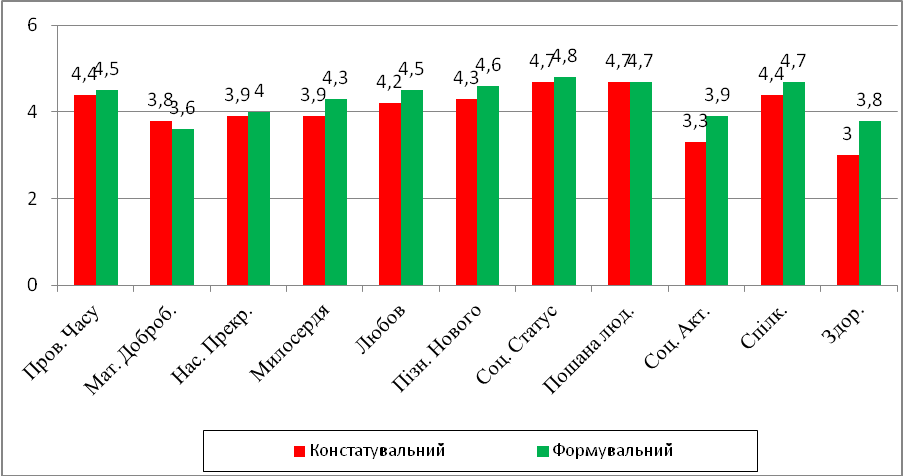 6
4
2
0
4,4 4,5
3,8 3,6
3,9 4
3,9 4,3
4,2 4,5
4,3 4,6
4,7 4,8
4,7 4,7
3,3 3,9
4,4 4,7
3 3,8
Пров. Часу
Мат. Доброб.
Нас. Прекр.
Милосердя
Любов
Пізн. Нового
Соц. Статус
Пошана люд.
Соц. Акт.
Спілк.
Здор.
Констатувальний
Формувальний